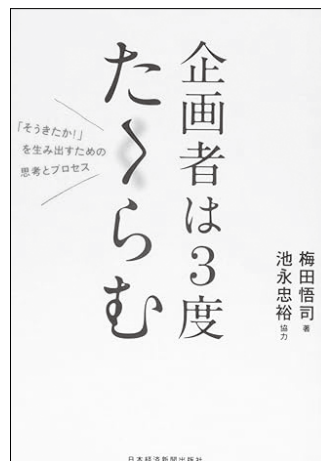 企画者は3度
たくらむ
「そうきたか!」
を生み出すための
思考とプロセス
梅田悟司 著
池永忠裕 協力
日本経済新聞出版社